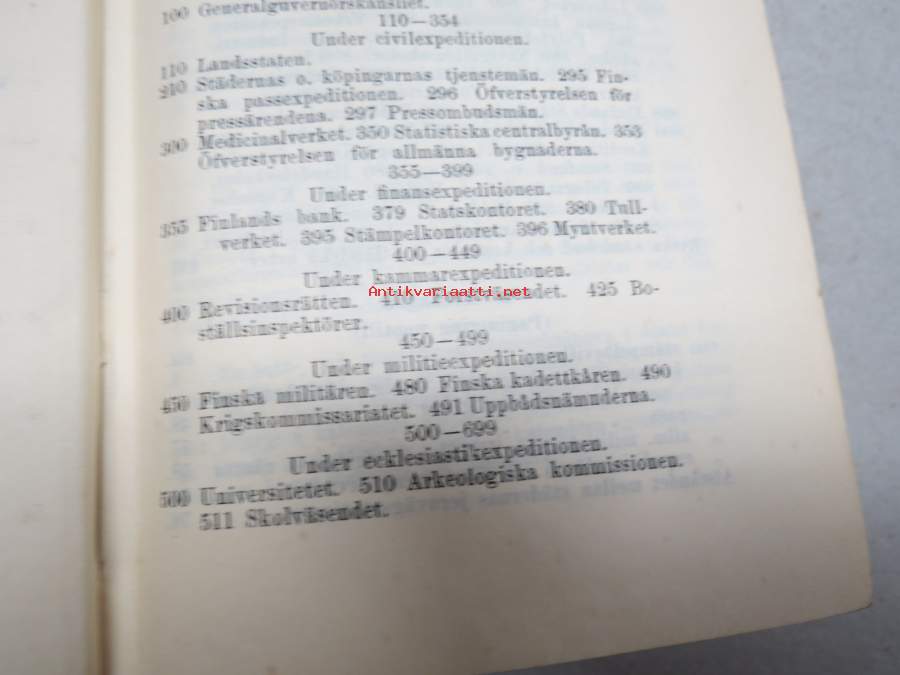 100 Generalguvernörskansliet.
110—354
Under civilexpeditionen.
110 Landsstaten.
210 Städernas o. köpingarnas tjenstemän. 295 Fin-
ska passexpeditionen. 296 Öfverstyrelsen för
pressärendena. 297 Pressombudsmän.
300 Medicinalverket. 350 Statistiska centralbyrån. 353
Öfverstyrelsen för allmänna bygnaderna.
355—399
Under finansexpeditionen.
355 Finlands bank. 379 Statskontoret. 380 Tull-
verket. 395 Stämpelkontoret. 396 Myntverket.
400—449
Under kammarexpeditionen.
Antikvariaatti.net
400 Revisionsrätten. 410 Forstväsendet. 425 Bo-
ställsinspektörer.
450—499
Under militieexpeditionen.
450 Finska militären. 480 Finska kadettkåren. 490
Krigskommissariatet. 491 Uppbådsnämnderna.
500—699
Under ecklesiastikexpeditionen.
500 Universitetet. 510 Arkeologiska kommissionen.
511 Skolväsendet.